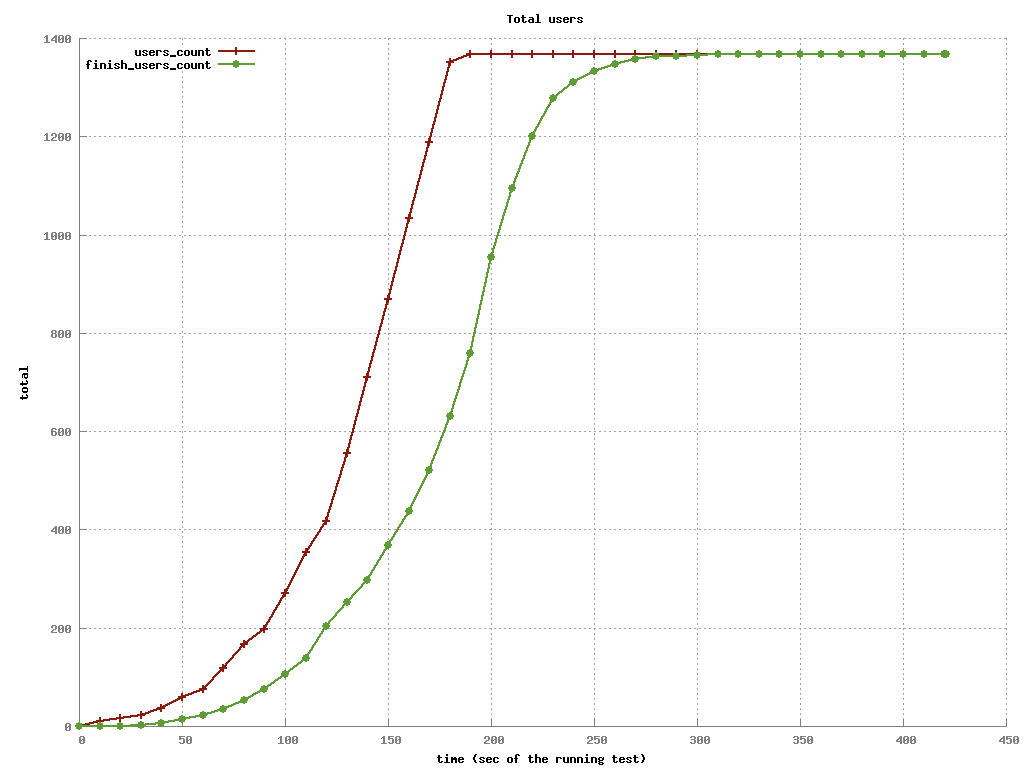 Total users
1400
users_count
finish_users_count
1200
1000
800
total
600
400
200
0
0 50 100 150 200 250 300 350 400 450
time (sec of the running test)